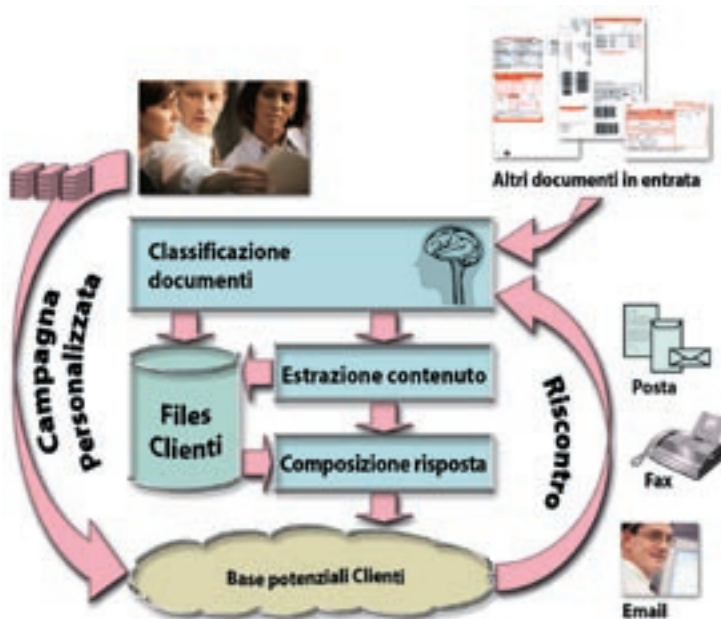 Altri documenti in entrata
Classificazione
documenti
Campagna
personalizzata
Estrazione contenuto
Files
Clienti
Composizione risposta
Riscontro
Posta
Fax
Base potenziali Clienti
Email